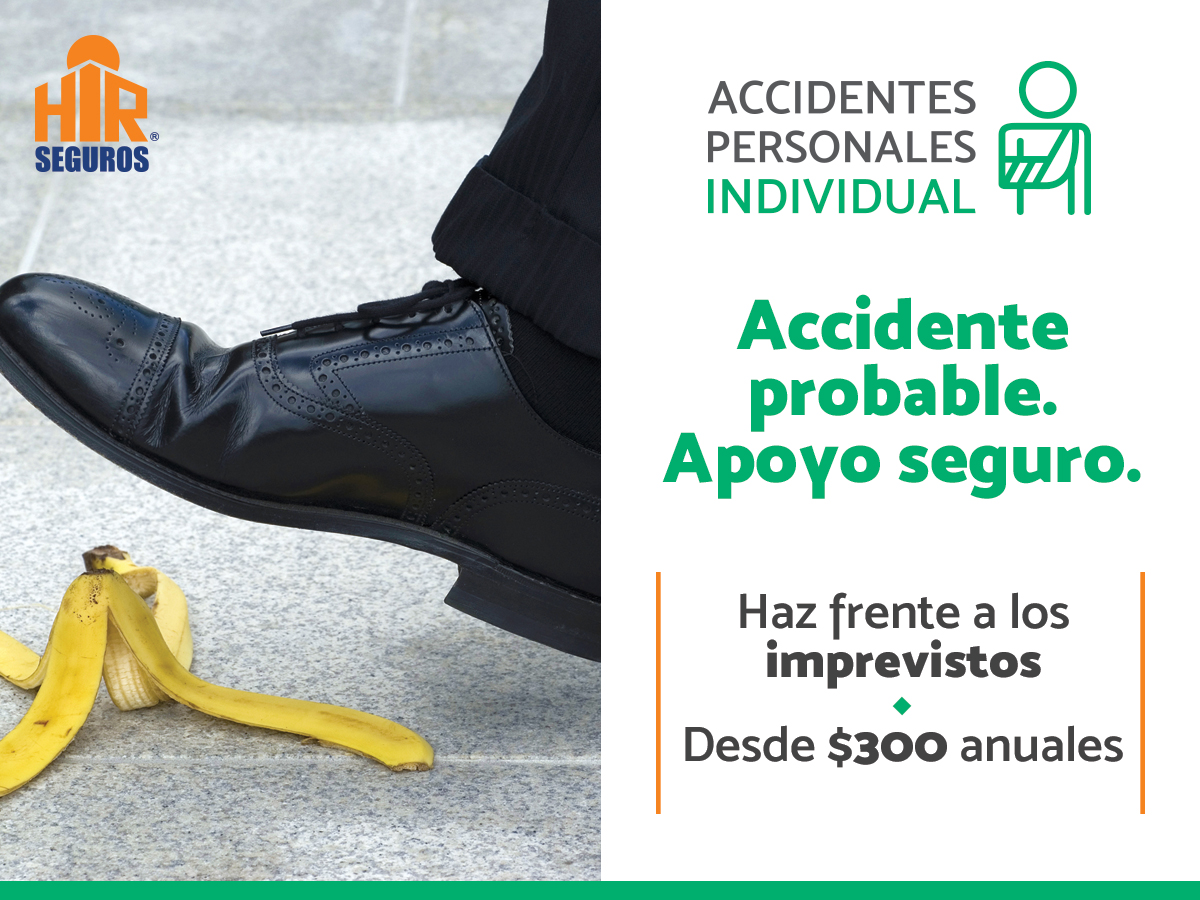 HIR®
SEGUROS
ACCIDENTES
PERSONALES
INDIVIDUAL
Accidente
probable.
Apoyo seguro.
Haz frente a los
imprevistos
Desde $300 anuales